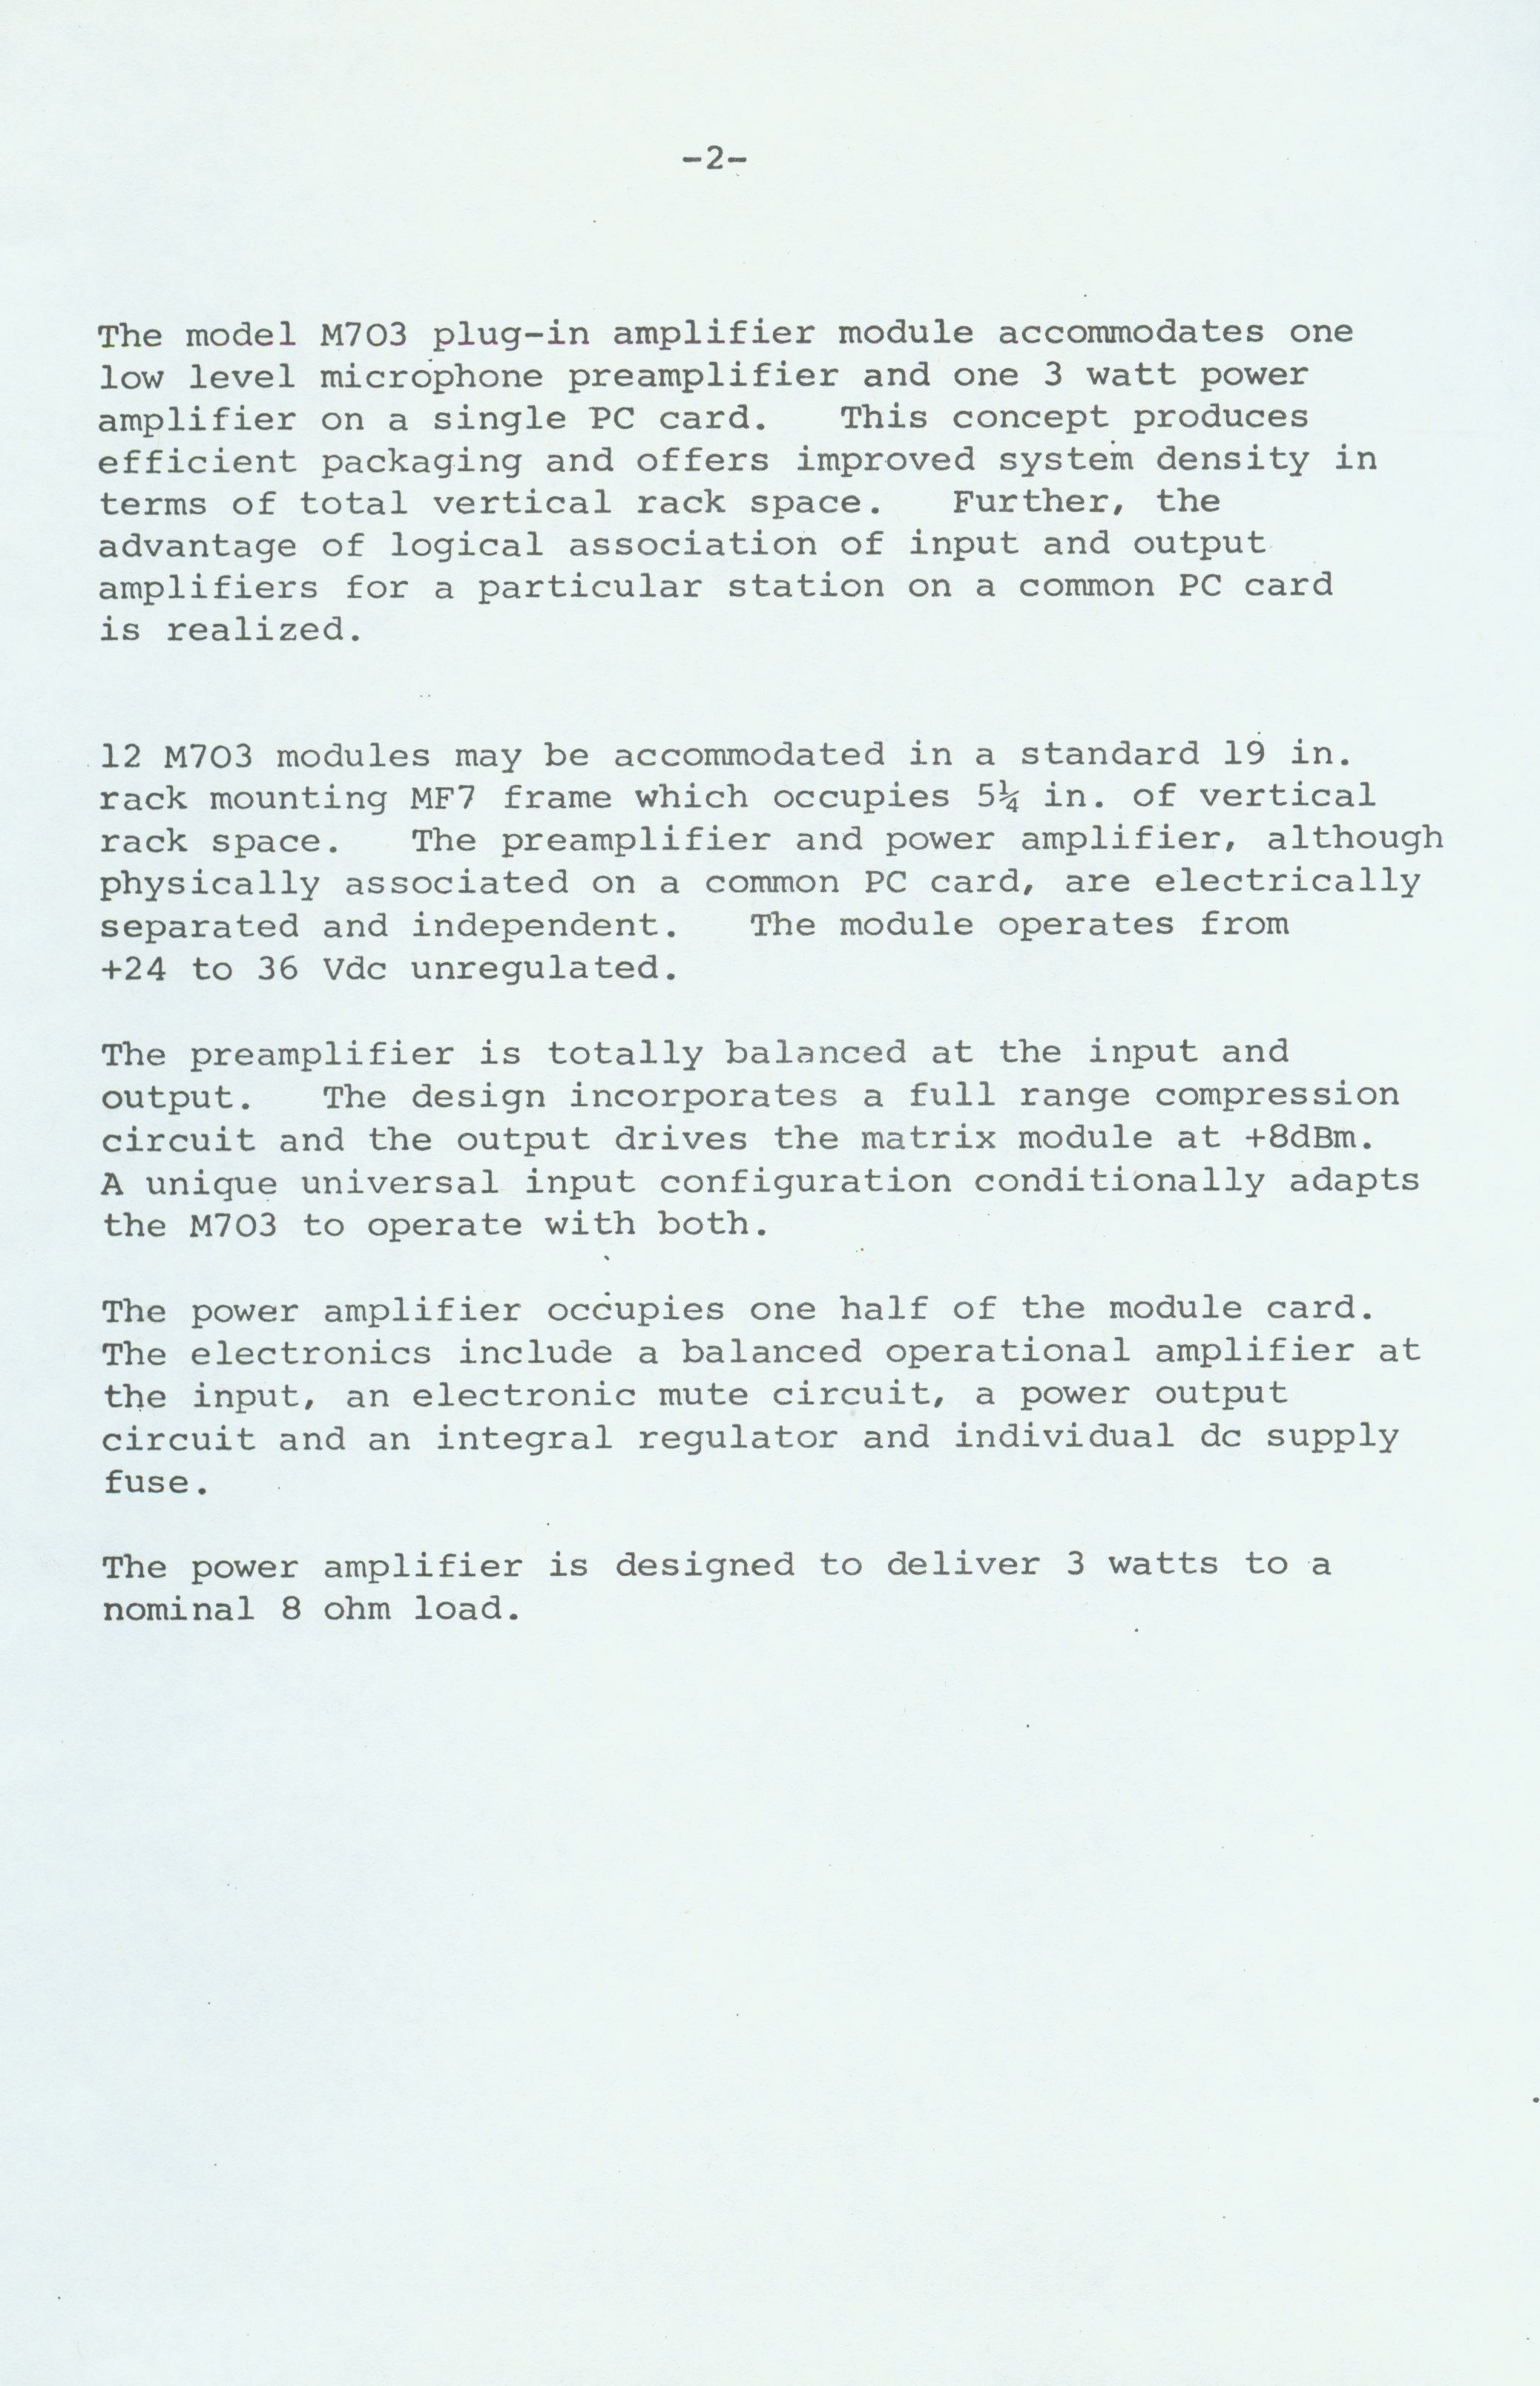 -2-
The model M703 plug-in amplifier module accommodates one
low level microphone preamplifier and one 3 watt power
amplifier on a single PC card.   This concept produces
efficient packaging and offers improved system density in
terms of total vertical rack space.   Further, the
advantage of logical association of input and output
amplifiers for a particular station on a common PC card
is realized.
12 M703 modules may be accommodated in a standard 19 in.
rack mounting MF7 frame which occupies 5¼ in. of vertical
rack space.   The preamplifier and power amplifier, although
physically associated on a common PC card, are electrically
separated and independent.   The module operates from
+24 to 36 Vdc unregulated.
The preamplifier is totally balanced at the input and
output.   The design incorporates a full range compression
circuit and the output drives the matrix module at +8dBm.
A unique universal input configuration conditionally adapts
the M703 to operate with both.
The power amplifier occupies one half of the module card.
The electronics include a balanced operational amplifier at
the input, an electronic mute circuit, a power output
circuit and an integral regulator and individual dc supply
fuse.
The power amplifier is designed to deliver 3 watts to a
nominal 8 ohm load.